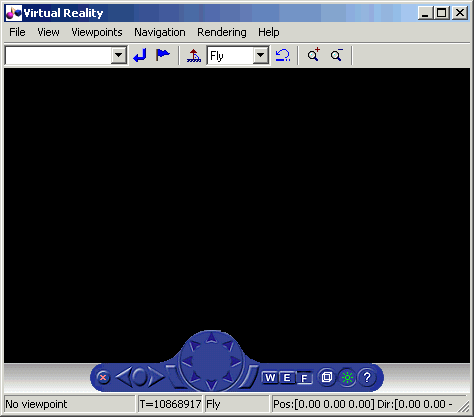 Virtual Reality
File View Viewpoints Navigation Rendering Help
Fly
W E F ?
No viewpoint T=10868917 Fly Pos:[0.00 0.00 0.00] Dir:[0.00 0.00 -